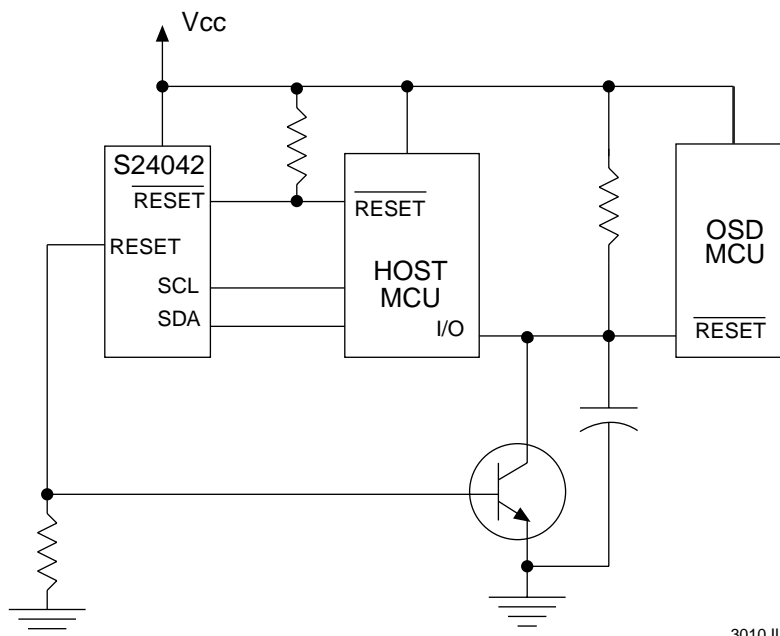 Vcc
S24042
RESET
RESET
SCL
SDA
RESET
HOST
MCU
I/O
OSD
MCU
RESET